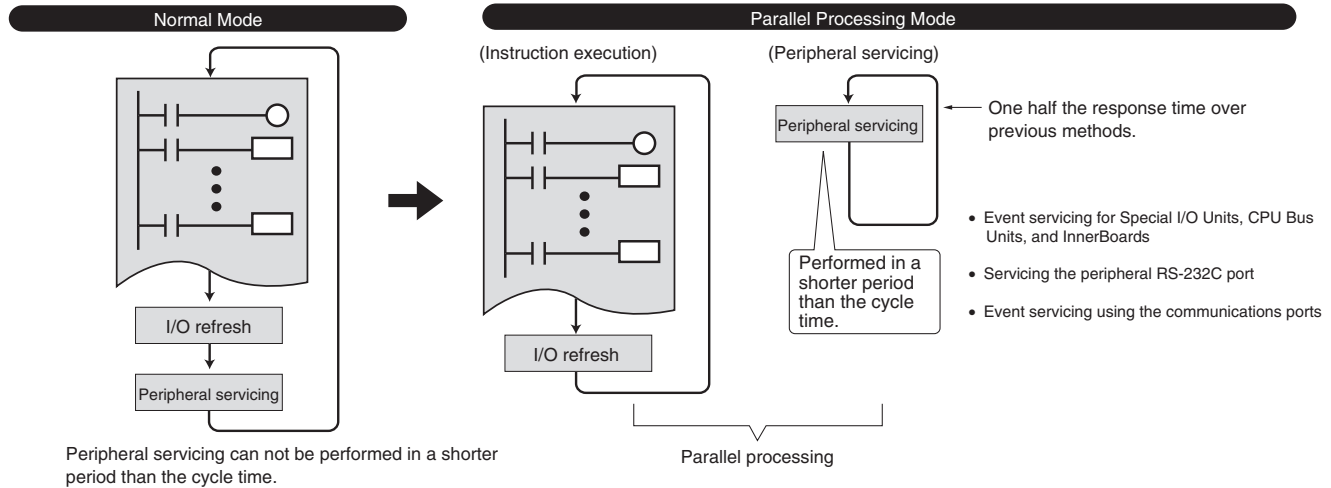 Normal Mode
Parallel Processing Mode
(Instruction execution)
(Peripheral servicing)
Peripheral servicing
One half the response time over
previous methods.
• Event servicing for Special I/O Units, CPU Bus
Units, and InnerBoards
• Servicing the peripheral RS-232C port
• Event servicing using the communications ports
Performed in a
shorter period
than the cycle
time.
I/O refresh
Peripheral servicing
I/O refresh
Peripheral servicing can not be performed in a shorter
period than the cycle time.
Parallel processing